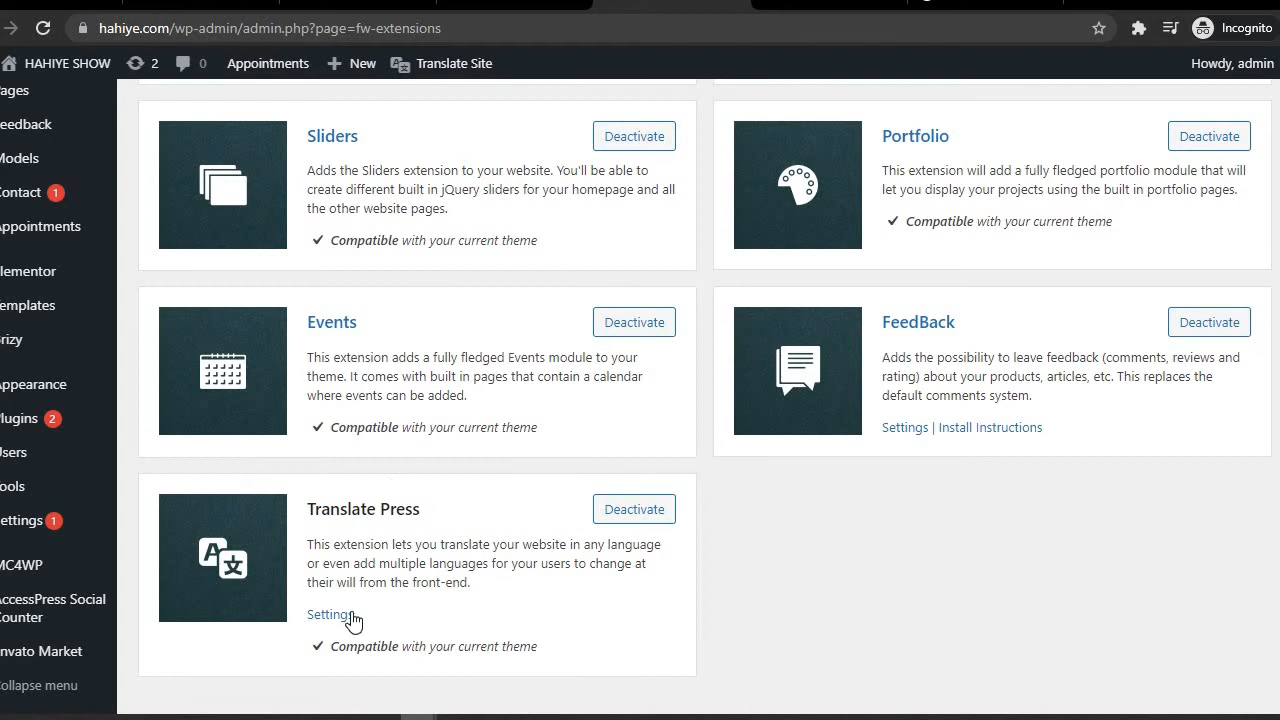 hahiye.com/wp-admin/admin.php?page=fw-extensions
Incognito
HAHIYE SHOW 2 0 Appointments New Translate Site Howdy, admin
ages
eedback
Models
ontact 1
ppointments
lementor
emplates
rizy
ppearance
lugins 2
sers
ools
ettings 1
MC4WP
AccessPress Social
ounter
nvato Market
ollapse menu
Sliders
Deactivate
Adds the Sliders extension to your website. You'll be able to
create different built in jQuery sliders for your homepage and all
the other website pages.
Compatible with your current theme
Portfolio
Deactivate
This extension will add a fully fledged portfolio module that will
let you display your projects using the built in portfolio pages.
Compatible with your current theme
Events
Deactivate
This extension adds a fully fledged Events module to your
theme. It comes with built in pages that contain a calendar
where events can be added.
Compatible with your current theme
FeedBack
Deactivate
Adds the possibility to leave feedback (comments, reviews and
rating) about your products, articles, etc. This replaces the
default comments system.
Settings | Install Instructions
A 文
Translate Press
Deactivate
This extension lets you translate your website in any language
or even add multiple languages for your users to change at
their will from the front-end.
Settings
Compatible with your current theme